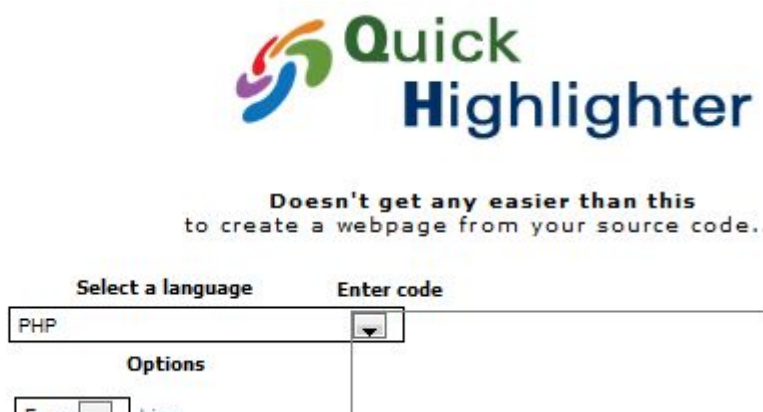 Quick
Highlighter
Doesn't get any easier than this
to create a webpage from your source code.
Select a language
Enter code
PHP
Options